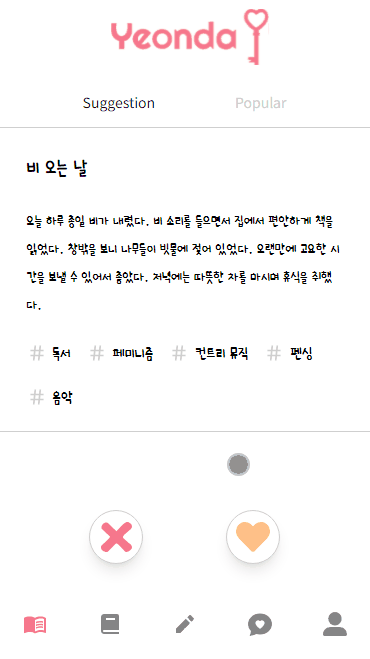 Yeonda
Suggestion Popular
비 오는 날
오늘 하루 종일 비가 내렸다. 비 소리를 들으면서 집에서 편안하게 책을
읽었다. 창밖을 보니 나무들이 빗물에 젖어 있었다. 오랜만에 고요한 시
간을 보낼 수 있어서 좋았다. 저녁에는 따뜻한 차를 마시며 휴식을 취했
다.
# 독서 # 페미니즘 # 컨트리 뮤직 # 펜싱
# 음악